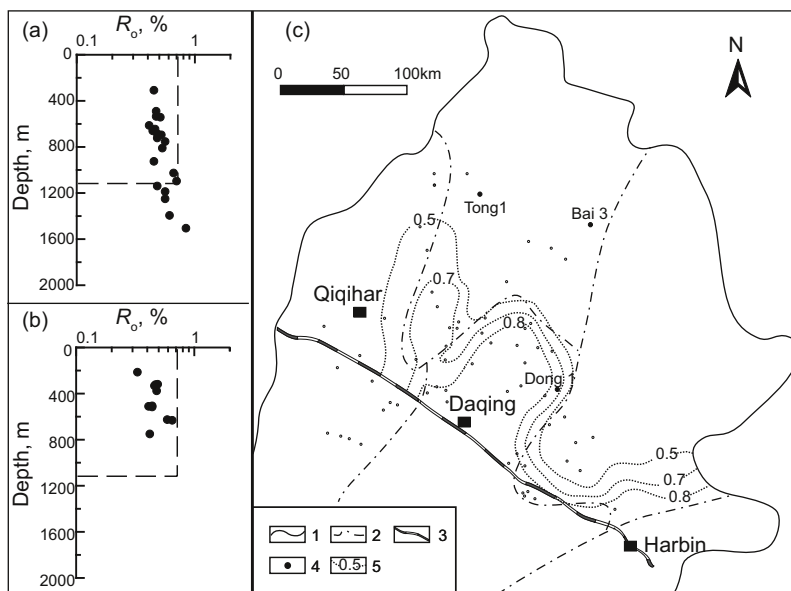 (a)
Ro, %
0.1 1
0
400
800
1200
1600
2000
Depth, m
(b)
Ro, %
0.1 1
0
400
800
1200
1600
2000
Depth, m
(c)
0 50 100km
N
Tong1
Bai 3
0.5
0.7
Qiqihar
0.8
Dong 1
Daqing
0.5
0.7
0.8
Harbin
1 2 3
4 0.5 5